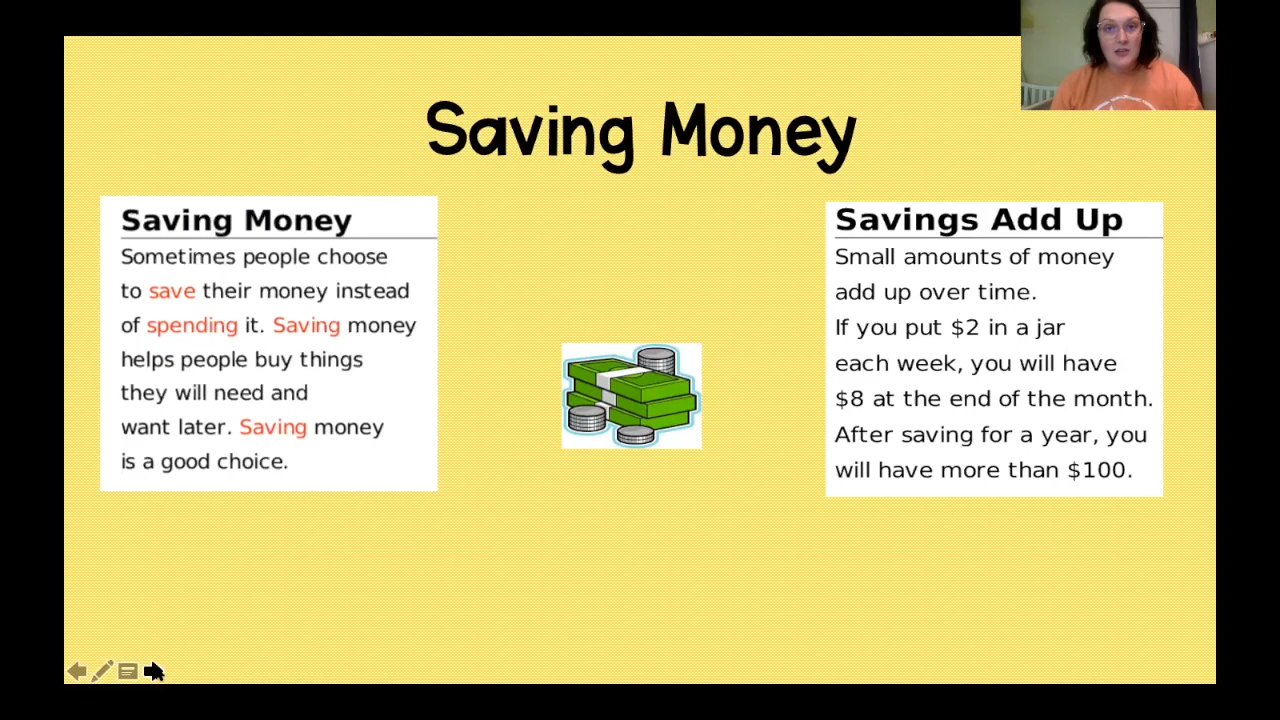 Saving Money
Saving Money
Sometimes people choose
to save their money instead
of spending it. Saving money
helps people buy things
they will need and
want later. Saving money
is a good choice.
Savings Add Up
Small amounts of money
add up over time.
If you put $2 in a jar
each week, you will have
$8 at the end of the month.
After saving for a year, you
will have more than $100.